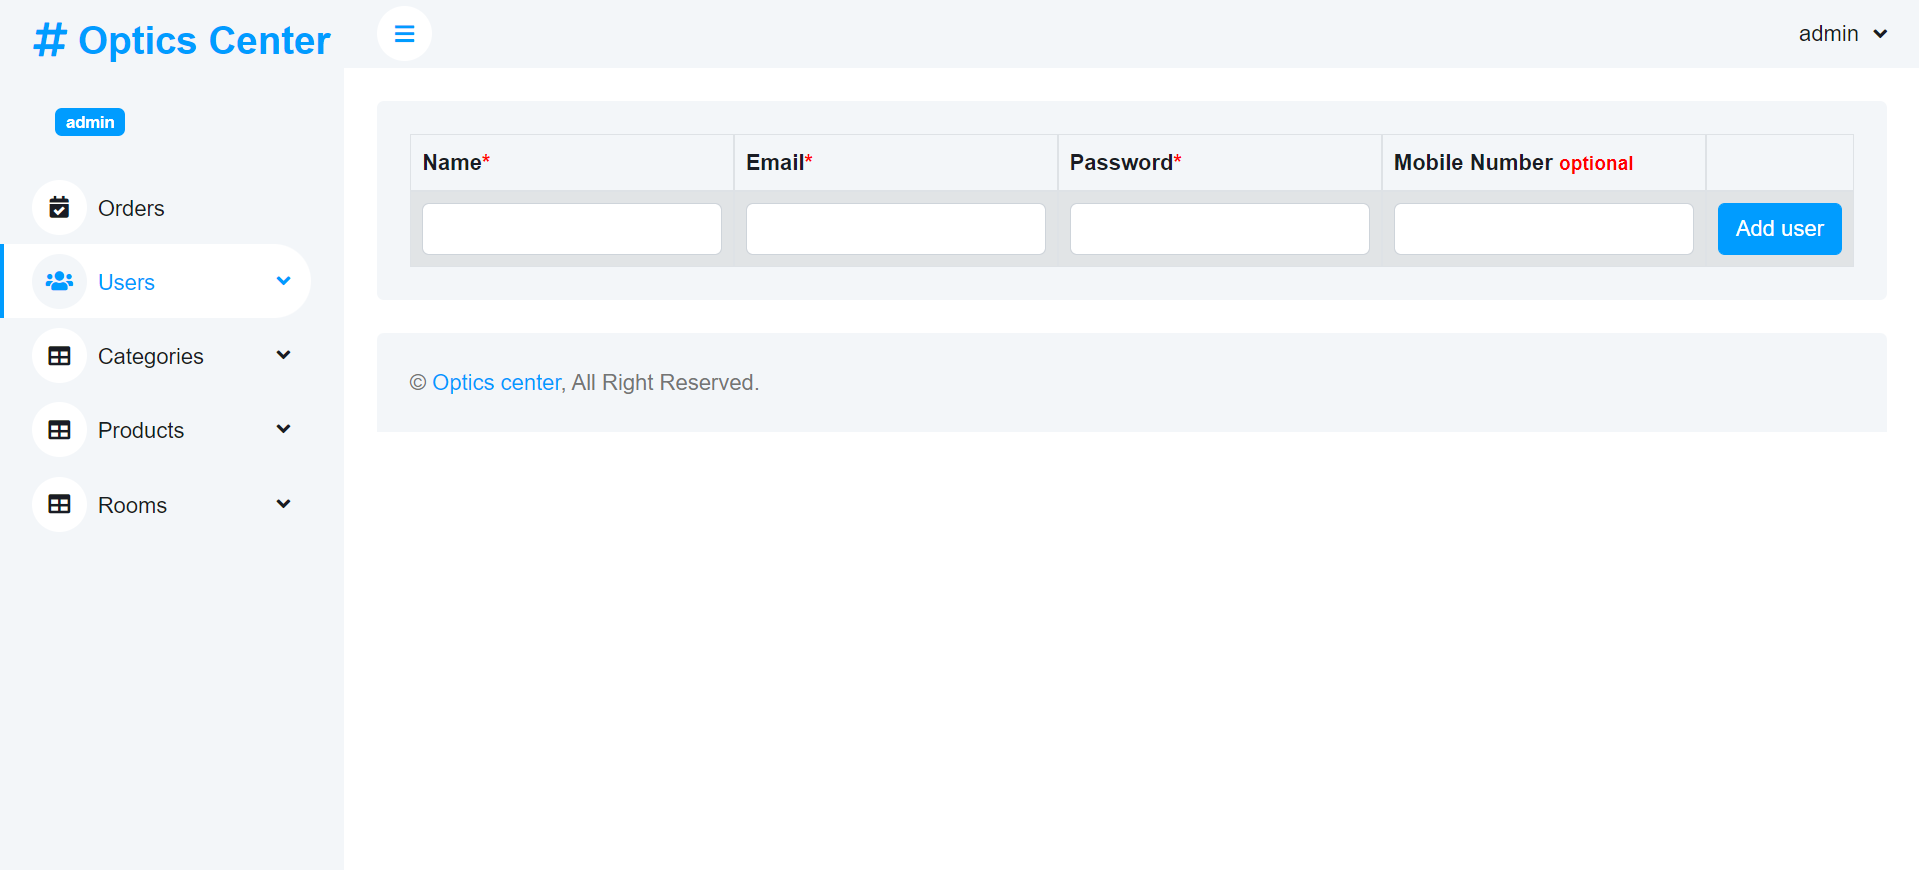 # Optics Center
admin
admin
Orders
Users
Categories
Products
Rooms
Name* Email* Password* Mobile Number optional
Add user
© Optics center, All Right Reserved.